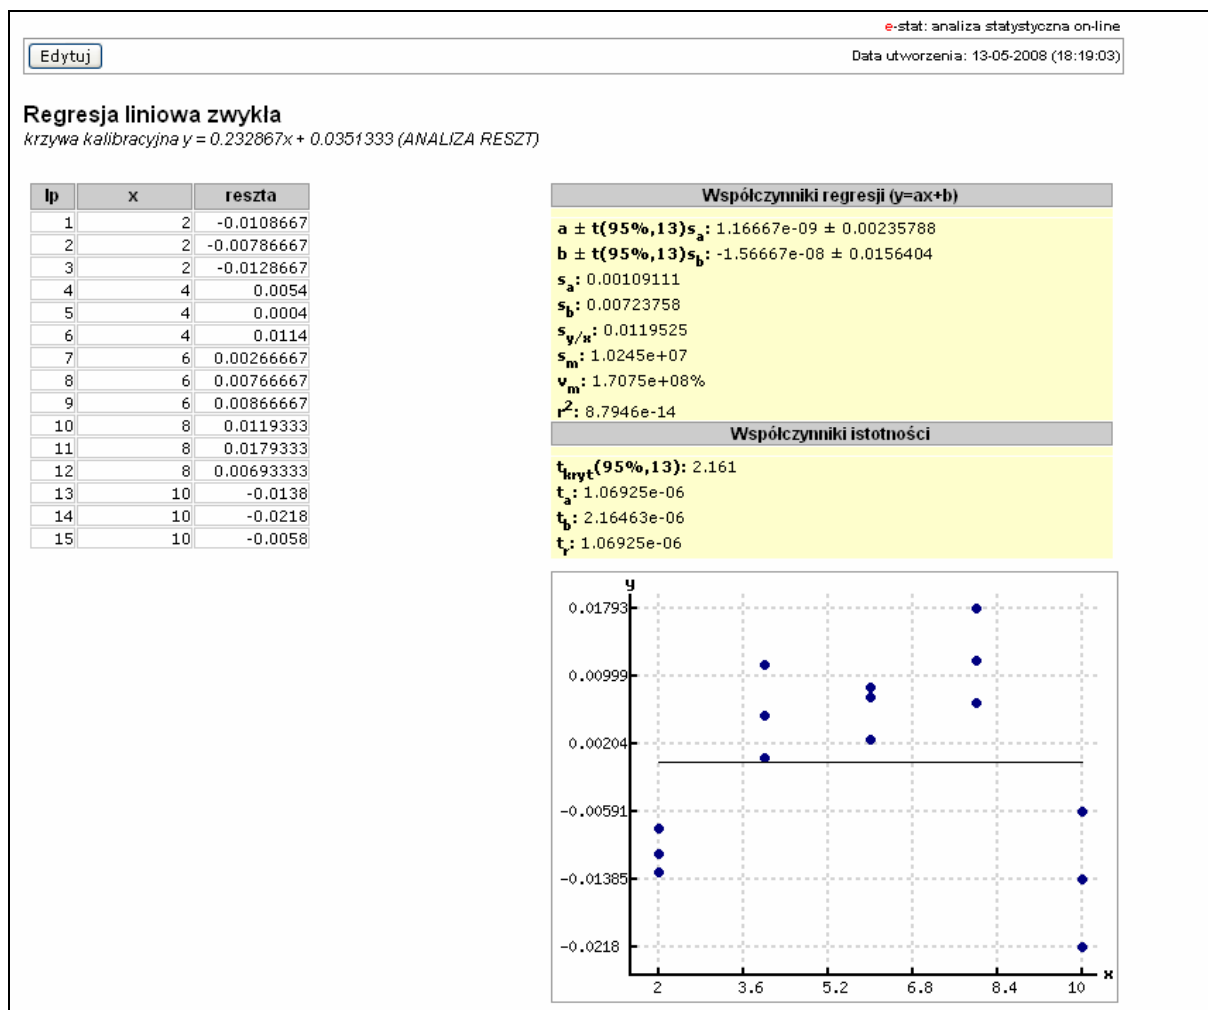 e-stat: analiza statystyczna on-line
Edytuj
Data utworzenia: 13-05-2008 (18:19:03)
Regresja liniowa zwykła
krzywa kalibracyjna y = 0.232867x + 0.0351333 (ANALIZA RESZT)
lp x reszta
1 2 -0.0108667
2 2 -0.00786667
3 2 -0.0128667
4 4 0.0054
5 4 0.0004
6 4 0.0114
7 6 0.00266667
8 6 0.00766667
9 6 0.00866667
10 8 0.0119333
11 8 0.0179333
12 8 0.00693333
13 10 -0.0138
14 10 -0.0218
15 10 -0.0058
Współczynniki regresji (y=ax+b)
a ± t(95%,13)sa: 1.16667e-09 ± 0.00235788
b ± t(95%,13)sb: -1.56667e-08 ± 0.0156404
sa: 0.00109111
sb: 0.00723758
sy/x: 0.0119525
sm: 1.0245e+07
vm: 1.7075e+08%
r2: 8.7946e-14
Współczynniki istotności
tkryt(95%,13): 2.161
ta: 1.06925e-06
tb: 2.16463e-06
tr: 1.06925e-06
y
0.01793
0.00999
0.00204
-0.00591
-0.01385
-0.0218
x
2 3.6 5.2 6.8 8.4 10